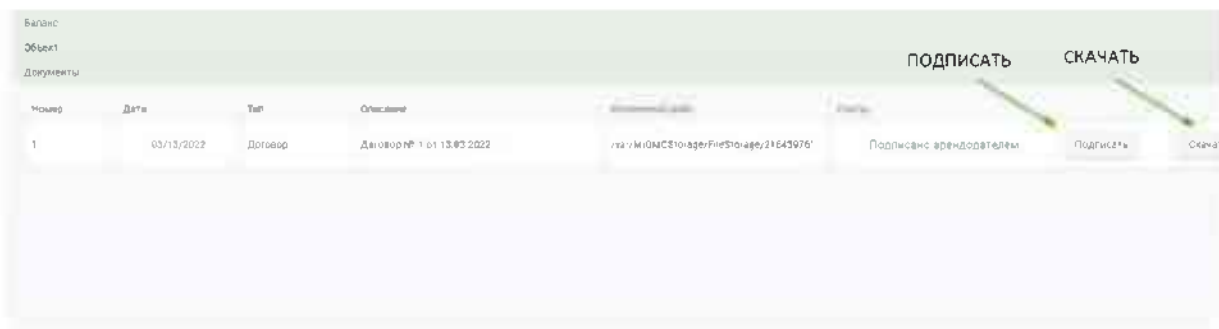 Баланс
Объект
Документы
ПОДПИСАТЬ СКАЧАТЬ
Номер Дата Тип Описание
1 03/13/2022 Договор Договор № 1 от 13.03.2022 Подписано арендодателем Подписать Скачат